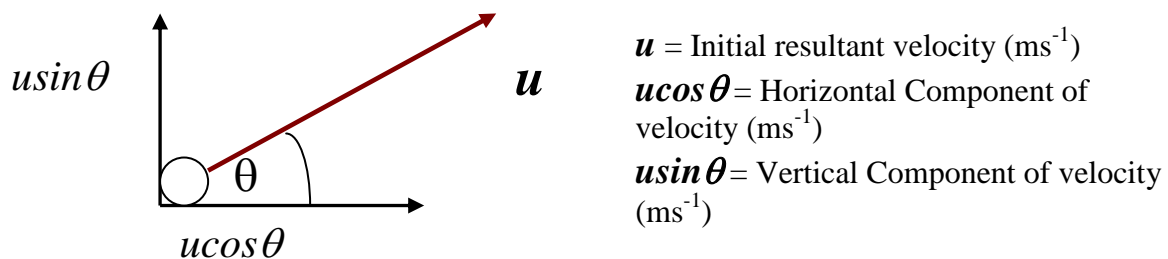 usinθ
u
θ
ucosθ
u = Initial resultant velocity (ms⁻¹)
ucosθ = Horizontal Component of
velocity (ms⁻¹)
usinθ = Vertical Component of velocity
(ms⁻¹)